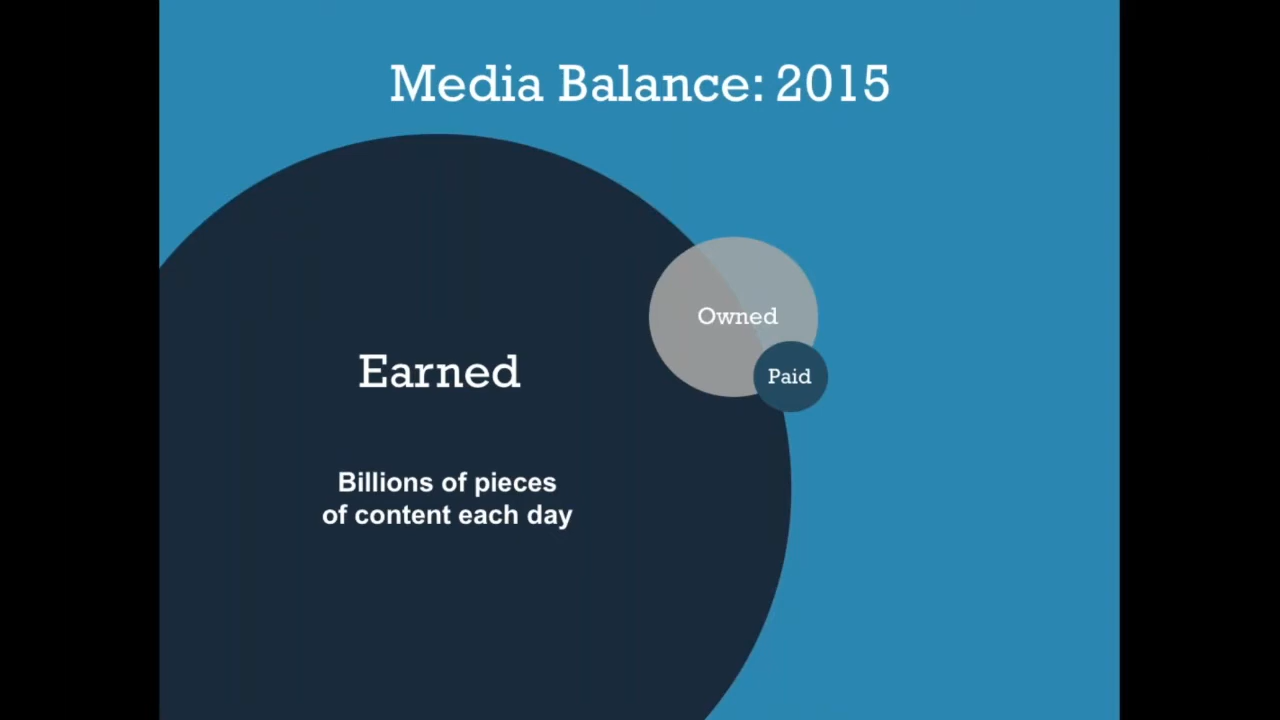 Media Balance: 2015
Owned
Earned
Paid
Billions of pieces
of content each day